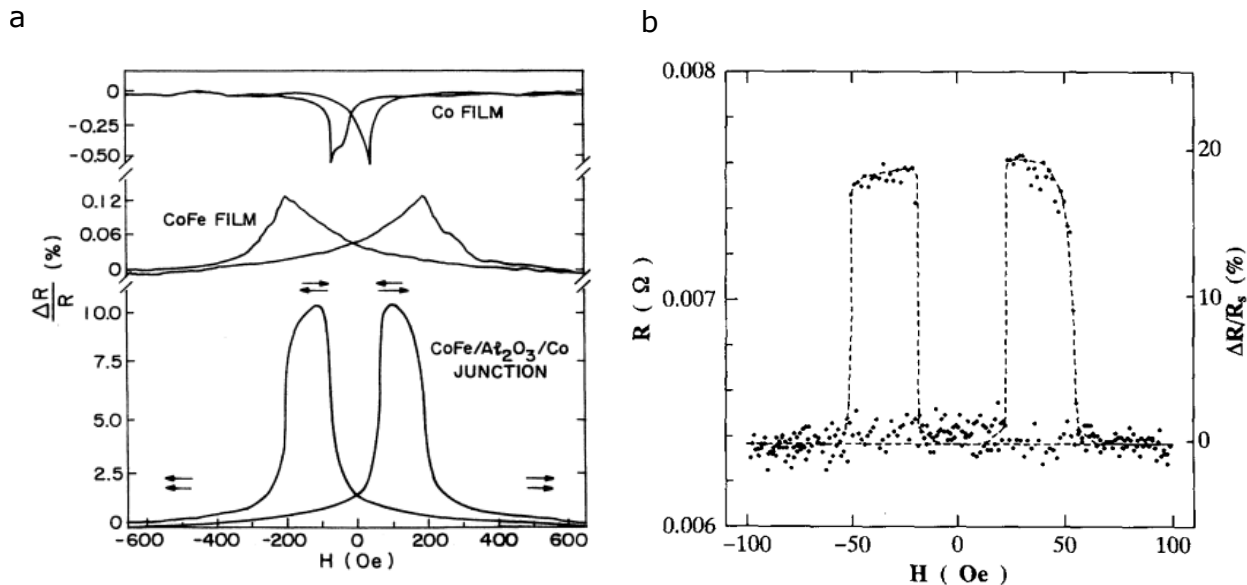 a
0
-0.25
-0.50
Co FILM
0.12
0.06
0
CoFe FILM
ΔR/R (%)
10.0
7.5
5.0
2.5
0
CoFe/Aℓ₂O₃/Co
JUNCTION
-600 -400 -200 0 200 400 600
H (Oe)
b
0.008
0.007
0.006
R ( Ω )
20
10
0
ΔR/Rₛ (%)
−100 −50 0 50 100
H ( Oe)